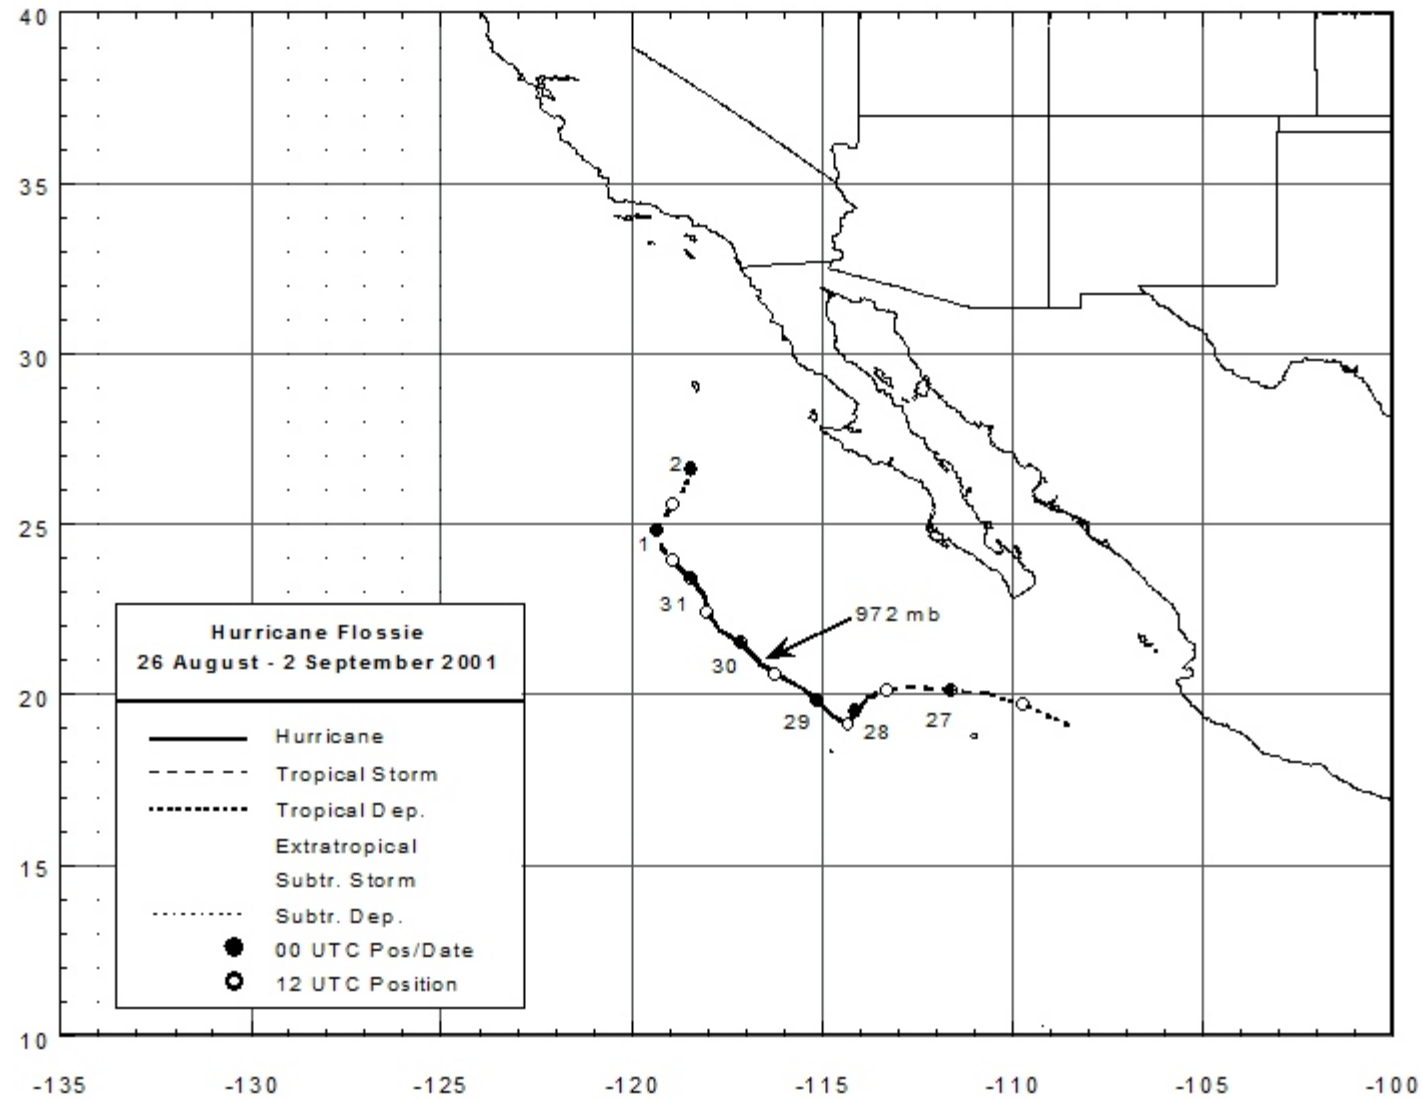 40
35
30
25
20
15
10
2
1
31
972 mb
30
29
28
27
Hurricane Flossie
26 August - 2 September 2001
Hurricane
Tropical Storm
Tropical Dep.
Extratropical
Subtr. Storm
Subtr. Dep.
00 UTC Pos/Date
12 UTC Position
-135 -130 -125 -120 -115 -110 -105 -100